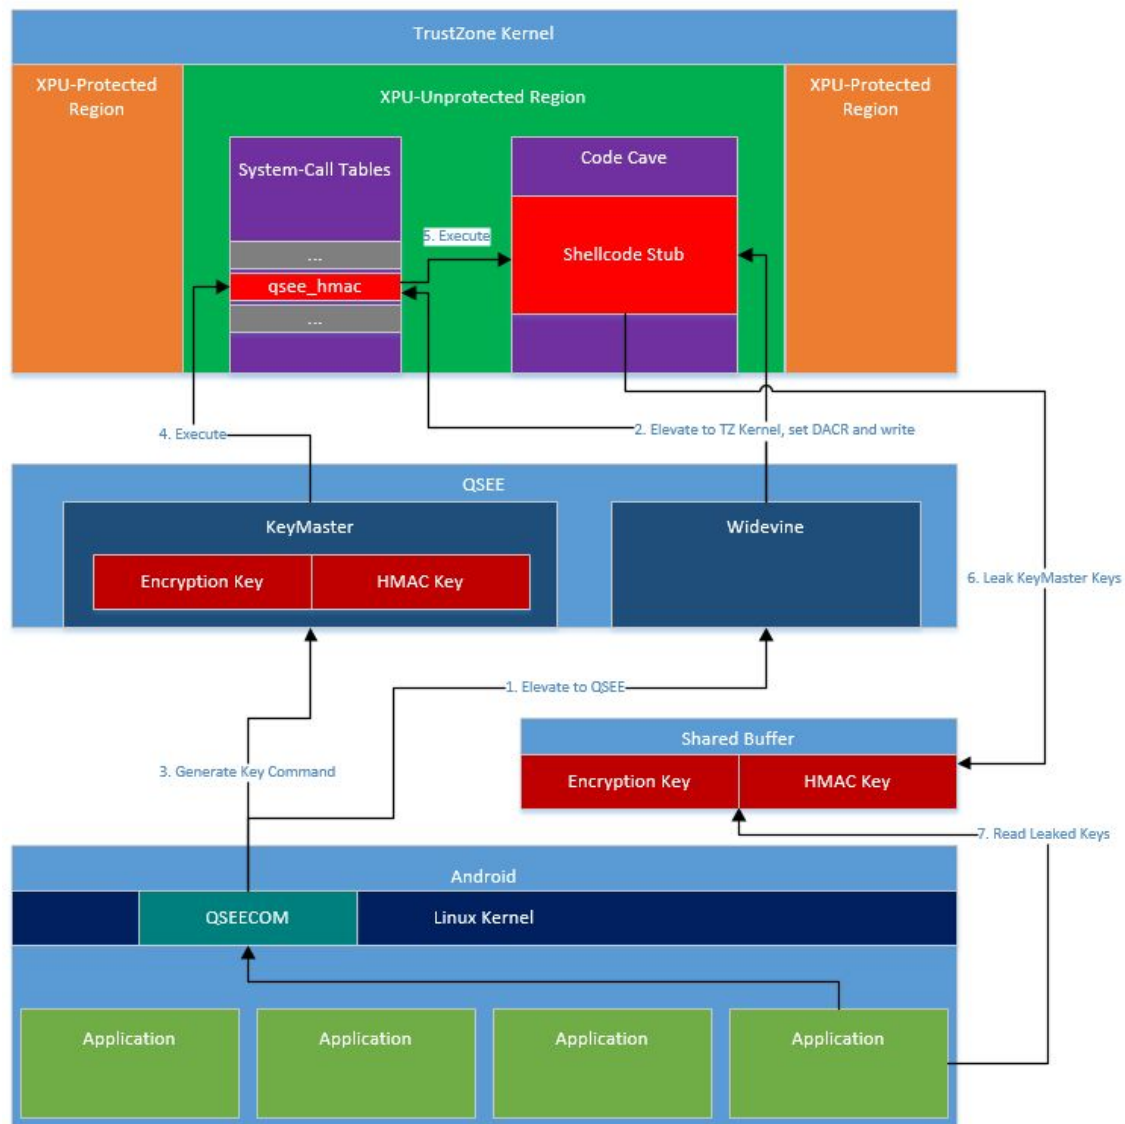 TrustZone Kernel
XPU-Protected
Region
XPU-Unprotected Region
XPU-Protected
Region
System-Call Tables
Code Cave
5. Execute
...
Shellcode Stub
qsee_hmac
...
4. Execute
2. Elevate to TZ Kernel, set DACR and write
QSEE
KeyMaster
Widevine
Encryption Key
HMAC Key
6. Leak KeyMaster Keys
1. Elevate to QSEE
Shared Buffer
3. Generate Key Command
Encryption Key
HMAC Key
7. Read Leaked Keys
Android
QSEECOM
Linux Kernel
Application
Application
Application
Application